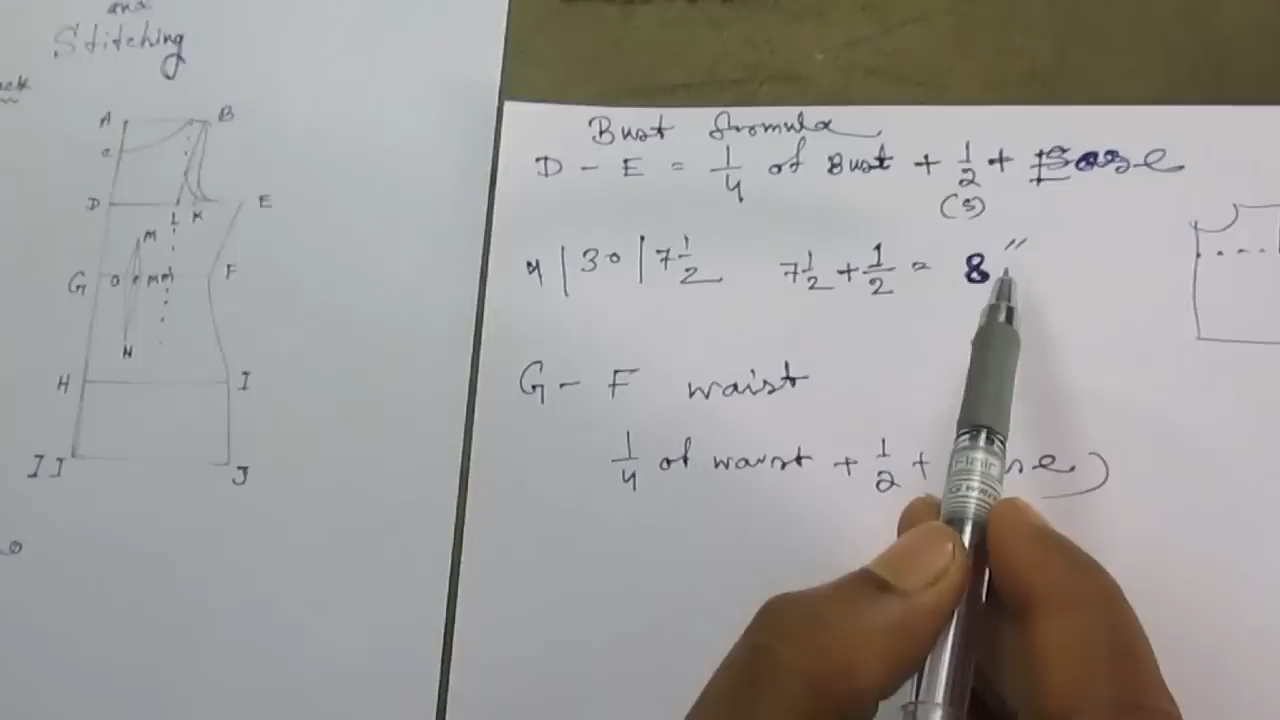 and
Stitching
A B
C
D L K E
M
G O P M M F
N
H I
I I J
Bust formula
D - E = 1/4 of Bust + 1/2 + Ease
(S)
4 | 30 | 7 1/2 7 1/2 + 1/2 = 8"
G - F waist
1/4 of waist + 1/2 +